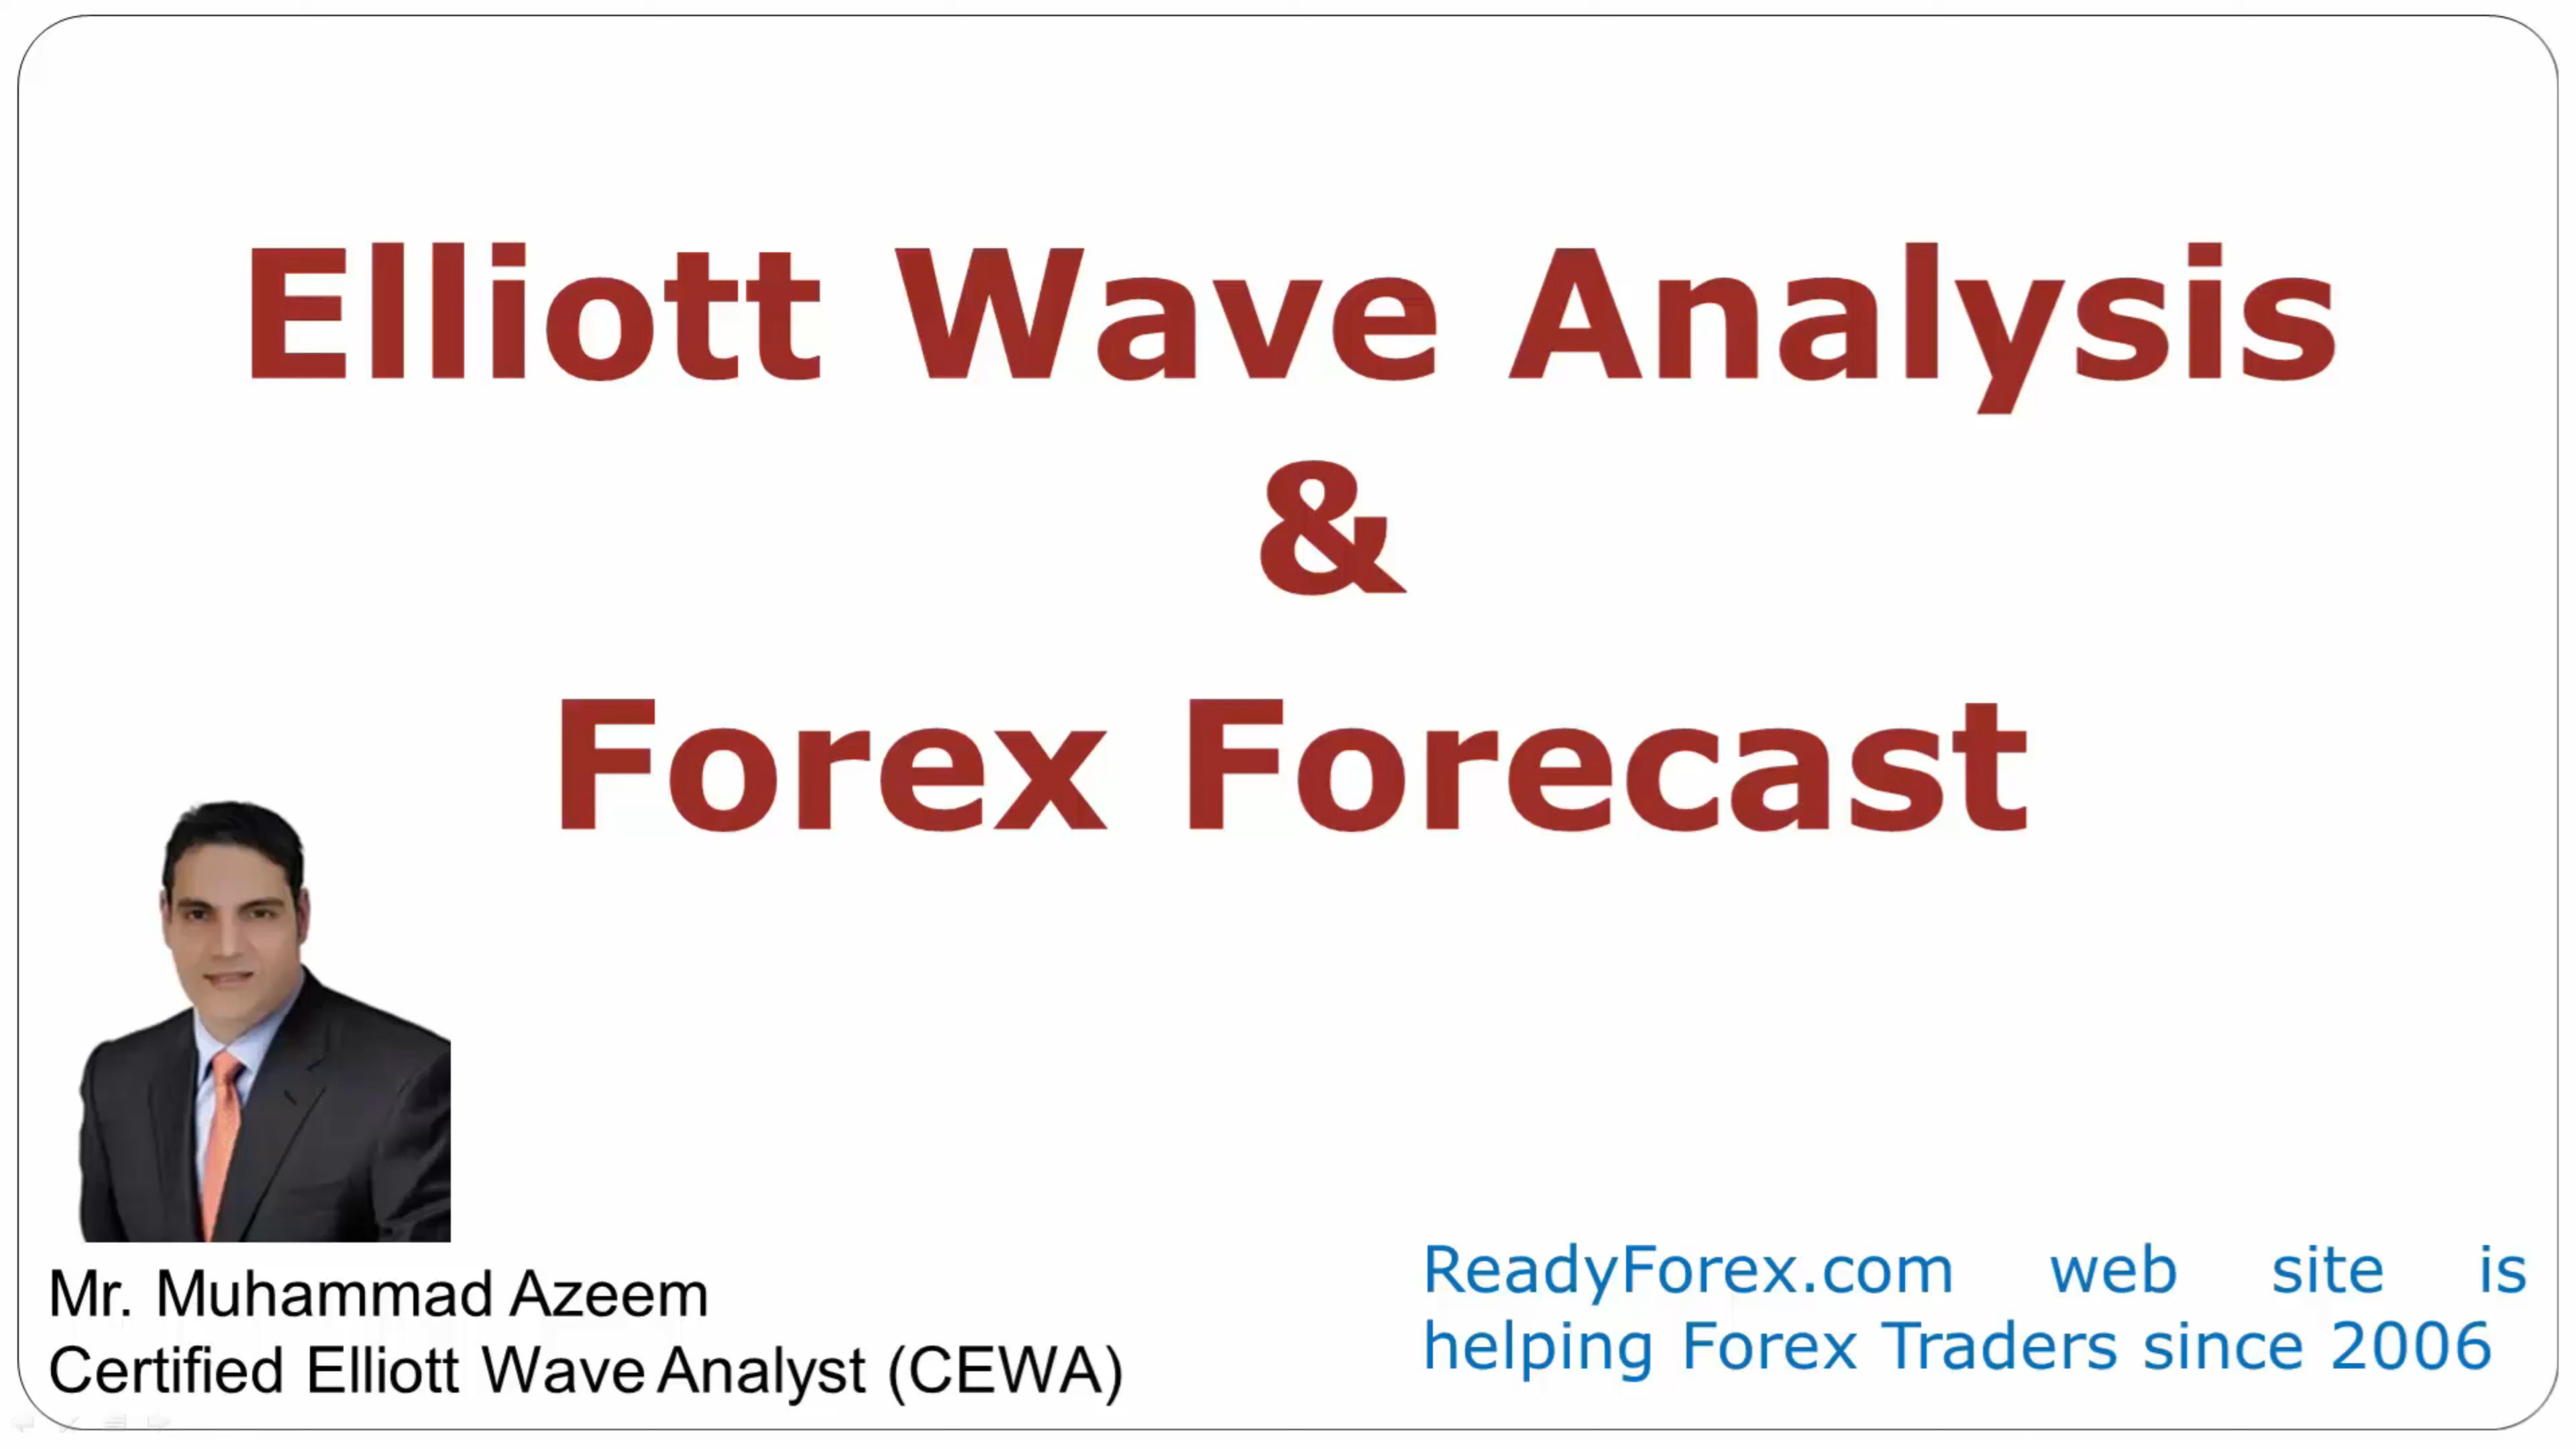 Elliott Wave Analysis
&
Forex Forecast
Mr. Muhammad Azeem
Certified Elliott Wave Analyst (CEWA)
ReadyForex.com web site is
helping Forex Traders since 2006